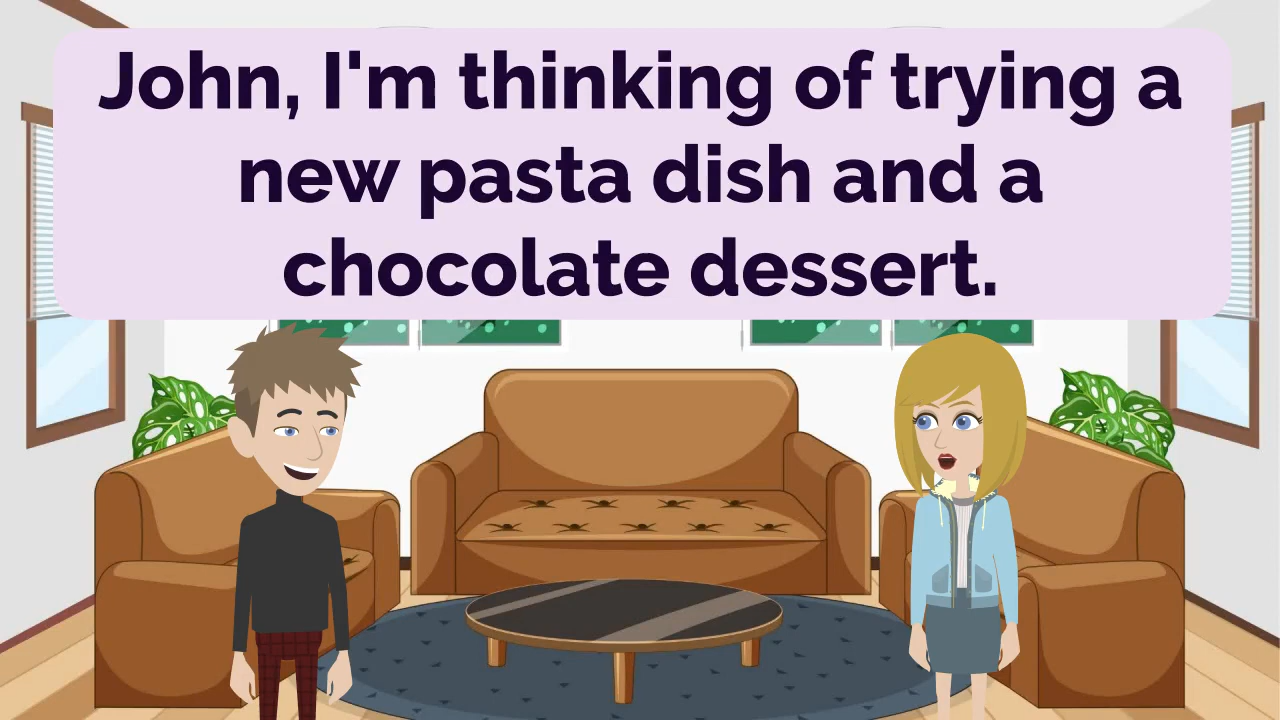 John, I'm thinking of trying a
new pasta dish and a
chocolate dessert.